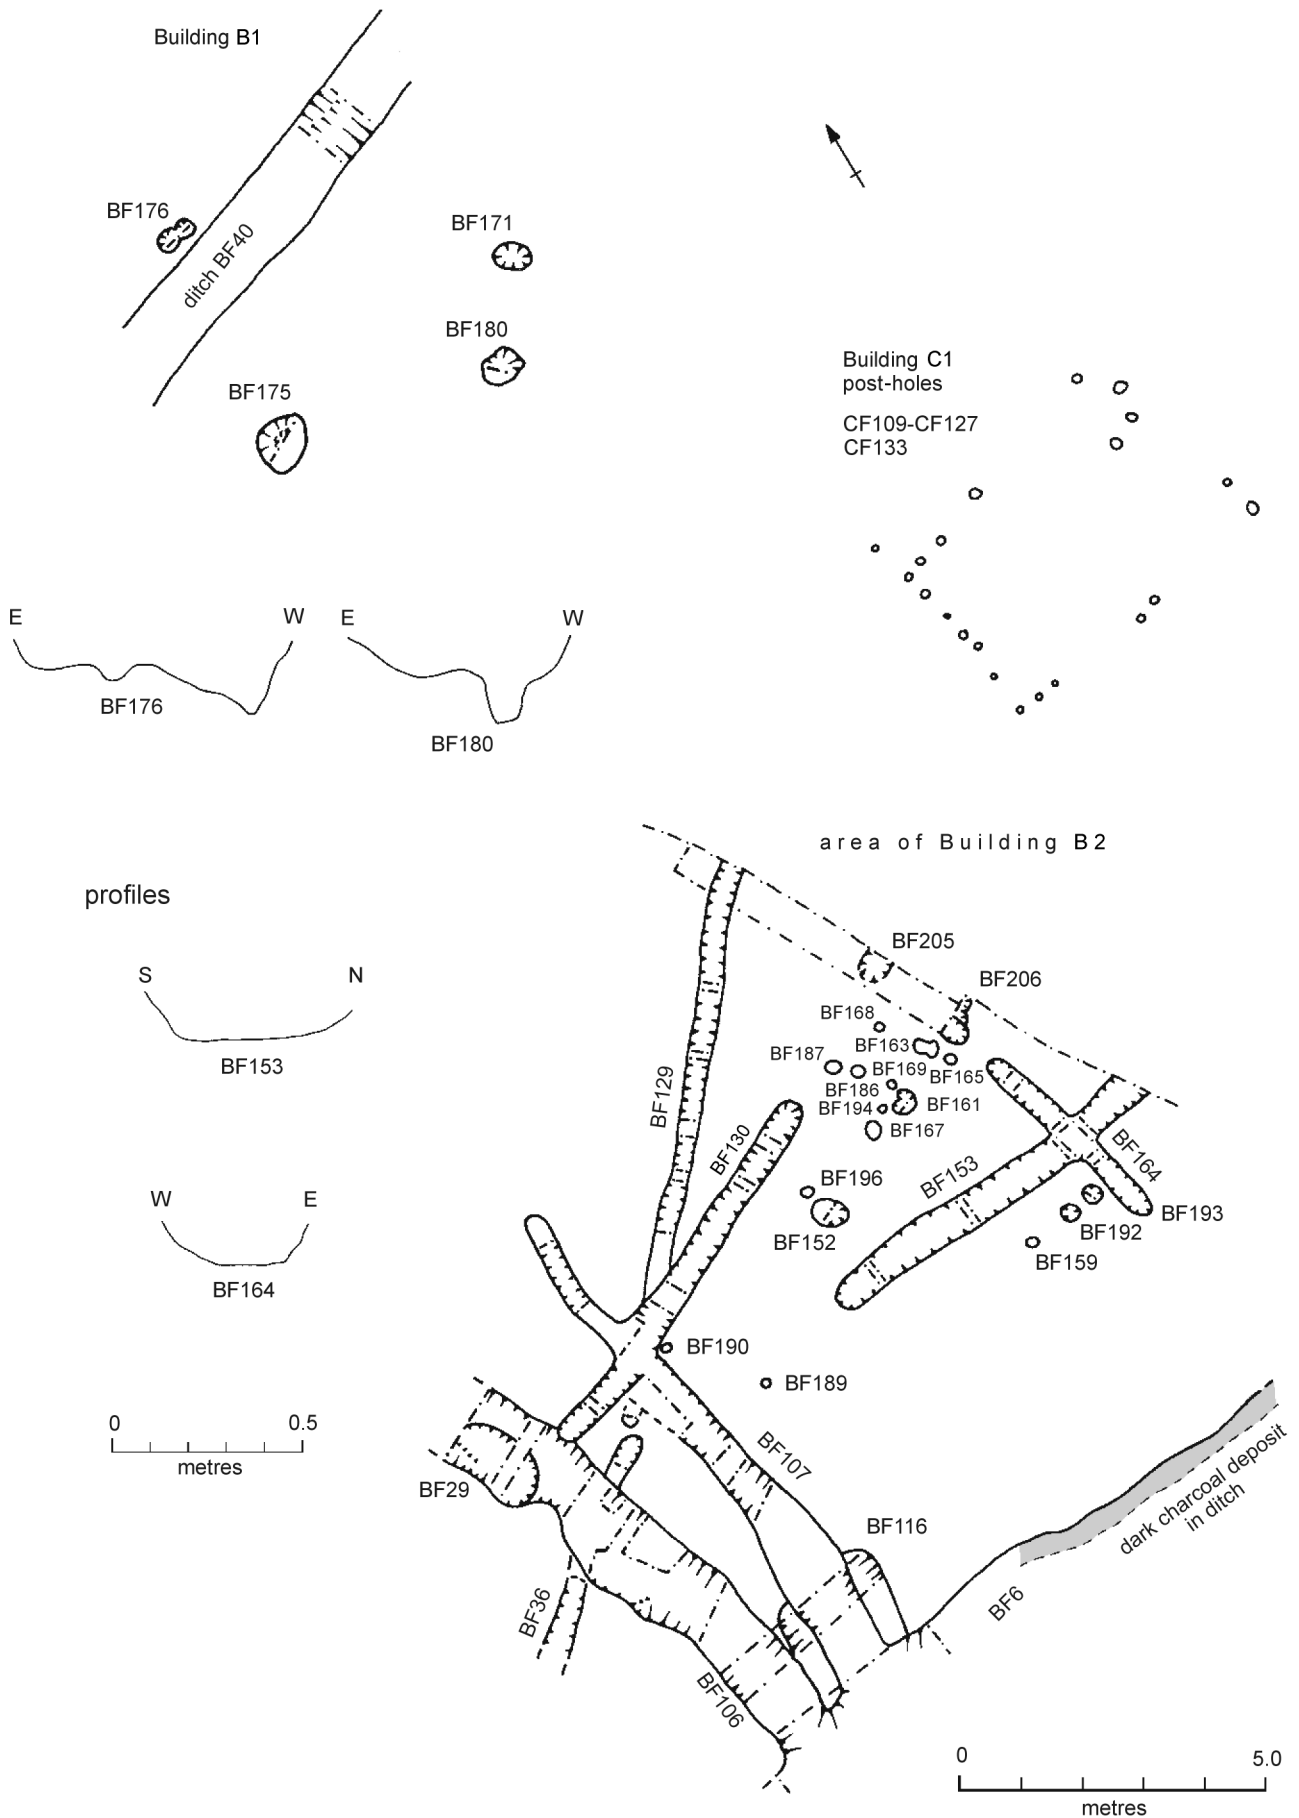 Building B1
BF176
ditch BF40
BF171
BF180
BF175
Building C1
post-holes
CF109-CF127
CF133
E
W
BF176
E
W
BF180
area of Building B2
profiles
S
N
BF153
W
E
BF164
0
0.5
metres
BF205
BF206
BF168
BF163
BF187
BF169
BF165
BF186
BF161
BF194
BF167
BF129
BF130
BF153
BF164
BF196
BF152
BF193
BF192
BF159
BF190
BF189
BF107
BF29
BF116
dark charcoal deposit
in ditch
BF6
BF36
BF106
0
5.0
metres